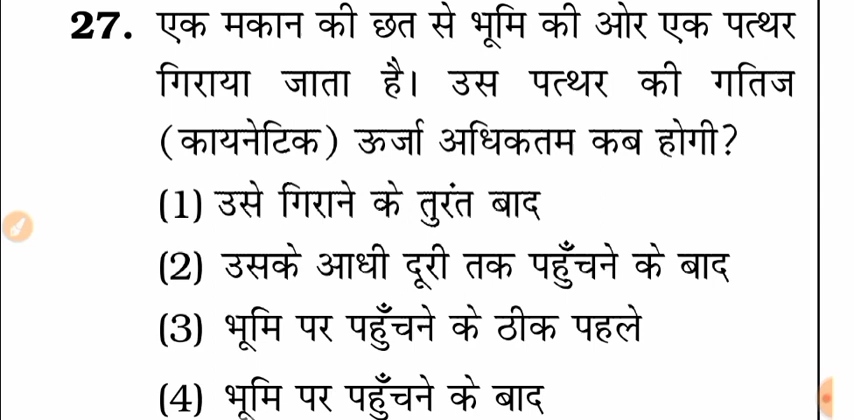 27. एक मकान की छत से भूमि की ओर एक पत्थर
गिराया जाता है। उस पत्थर की गतिज
(कायनेटिक) ऊर्जा अधिकतम कब होगी?
(1) उसे गिराने के तुरंत बाद
(2) उसके आधी दूरी तक पहुँचने के बाद
(3) भूमि पर पहुँचने के ठीक पहले
(4) भूमि पर पहुँचने के बाद